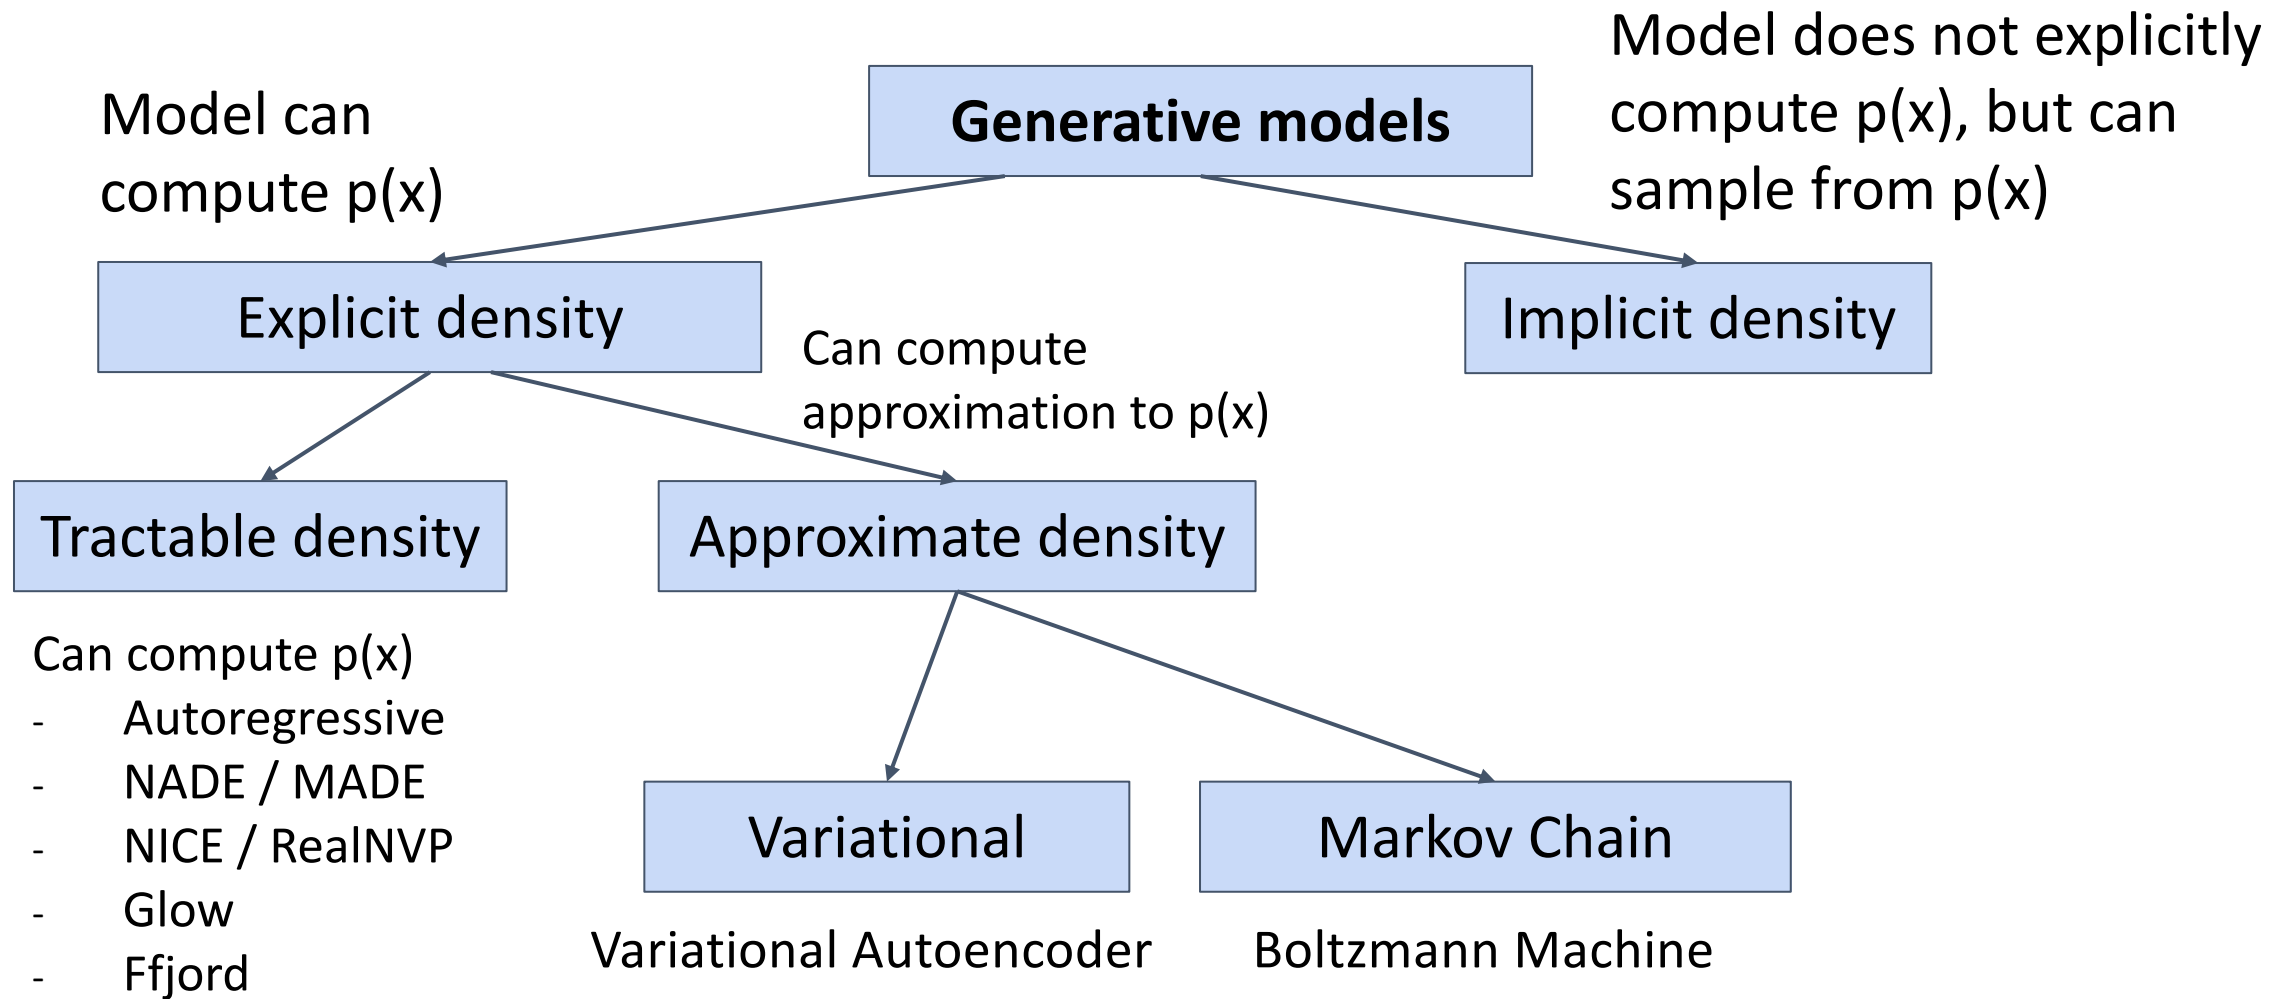 Generative models
Model can
compute p(x)
Model does not explicitly
compute p(x), but can
sample from p(x)
Explicit density
Implicit density
Can compute
approximation to p(x)
Tractable density
Approximate density
Can compute p(x)
- Autoregressive
- NADE / MADE
- NICE / RealNVP
- Glow
- Ffjord
Variational
Markov Chain
Variational Autoencoder
Boltzmann Machine